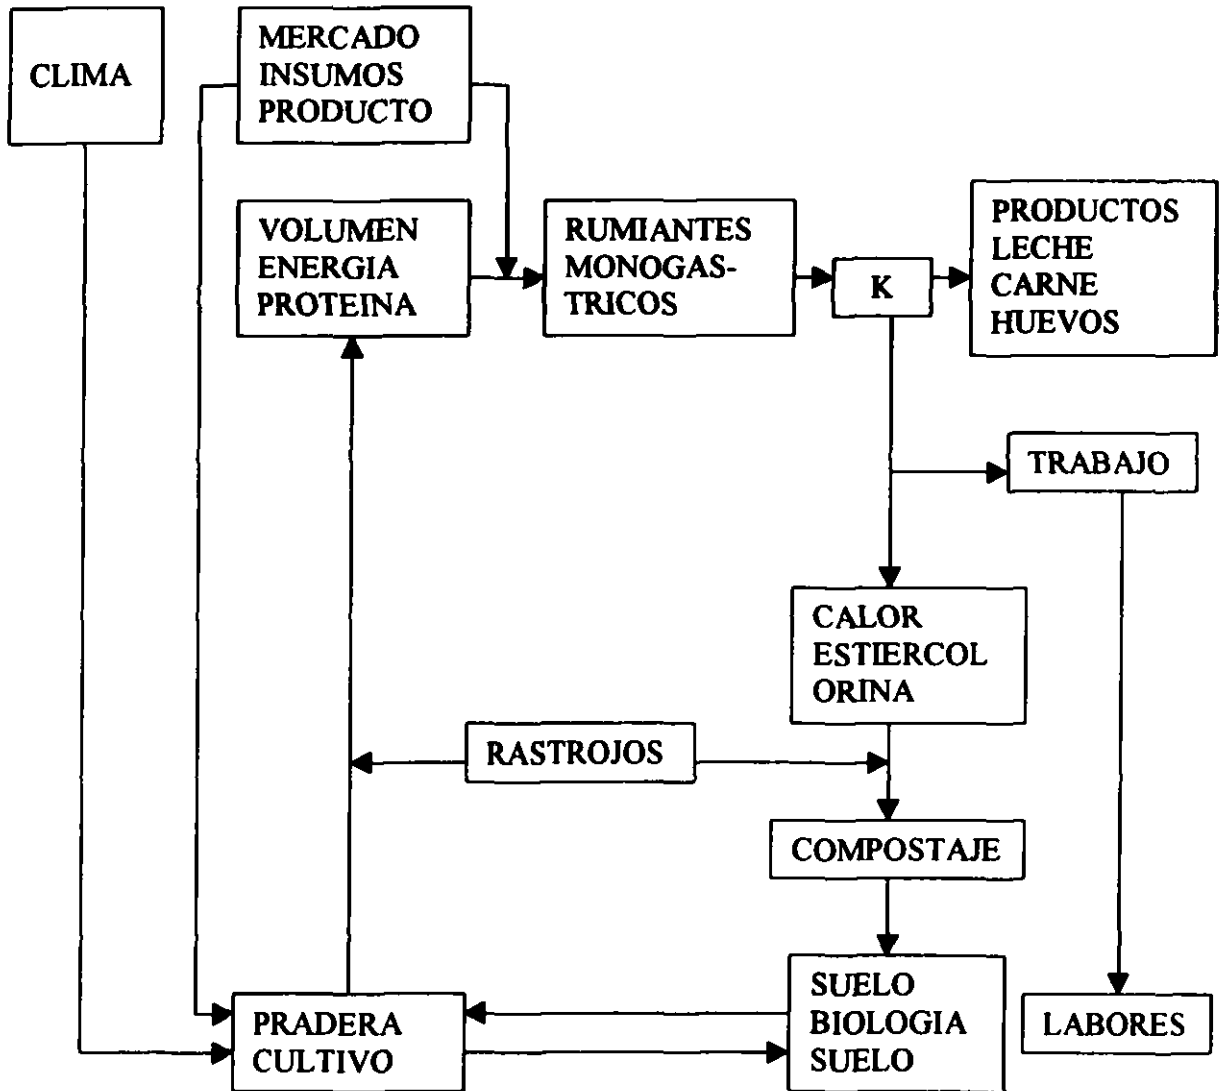 CLIMA
MERCADO
INSUMOS
PRODUCTO
VOLUMEN
ENERGIA
PROTEINA
RUMIANTES
MONOGAS-
TRICOS
K
PRODUCTOS
LECHE
CARNE
HUEVOS
TRABAJO
CALOR
ESTIERCOL
ORINA
RASTROJOS
COMPOSTAJE
PRADERA
CULTIVO
SUELO
BIOLOGIA
SUELO
LABORES